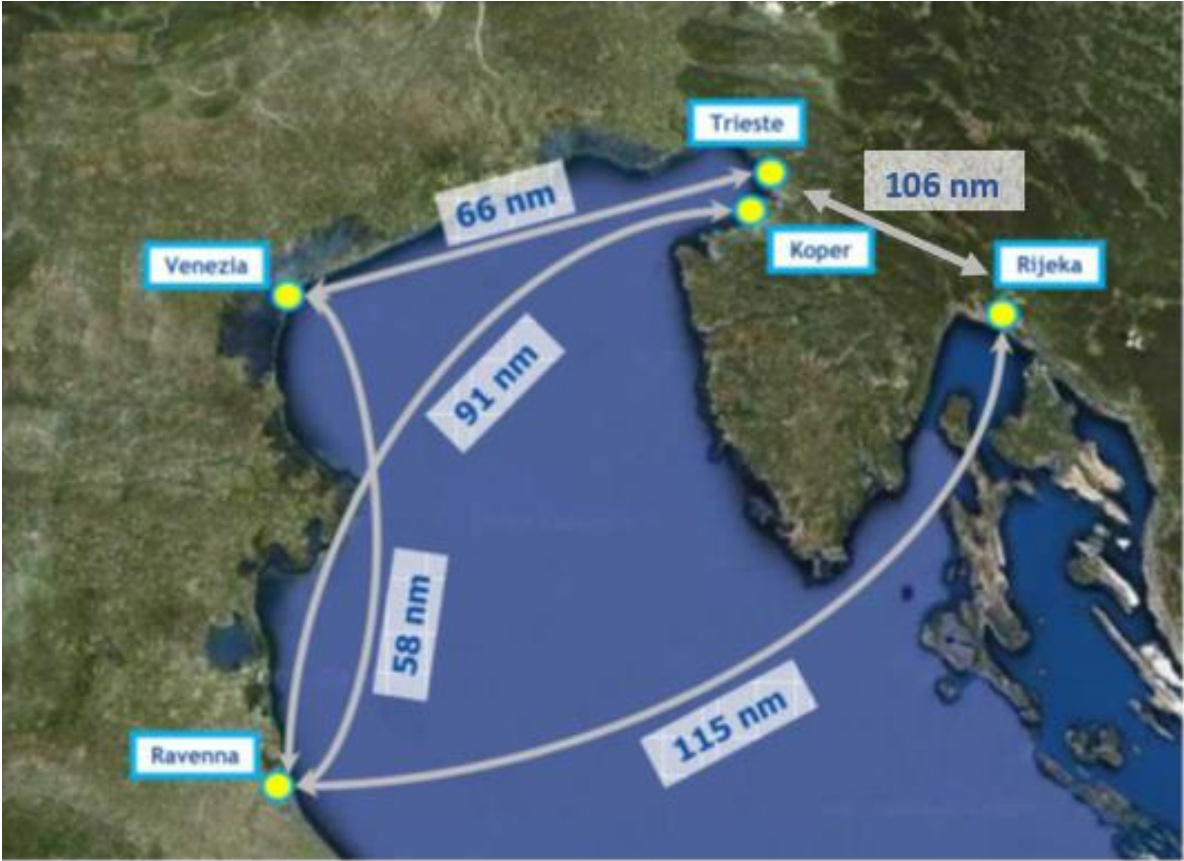 Trieste
106 nm
66 nm
Koper
Venezia
Rijeka
91 nm
58 nm
115 nm
Ravenna